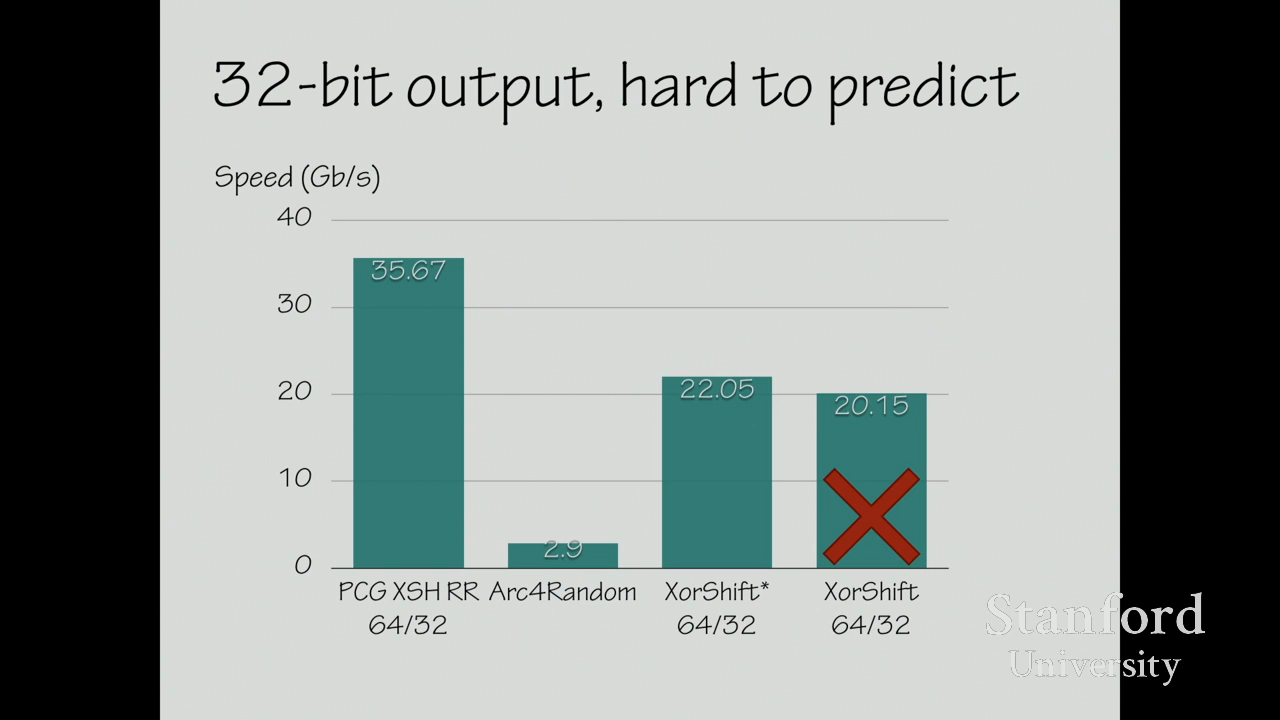 32-bit output, hard to predict
Speed (Gb/s)
40
30
20
10
0
35.67
2.9
22.05
20.15
PCG XSH RR Arc4Random XorShift* XorShift
64/32 64/32 64/32
Stanford
University